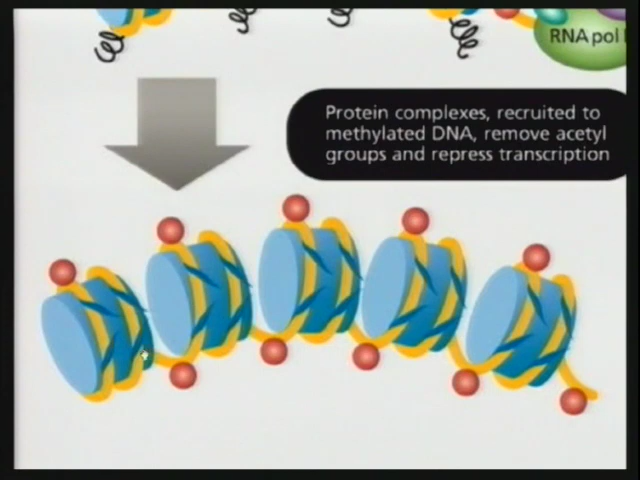 RNA pol
Protein complexes, recruited to
methylated DNA, remove acetyl
groups and repress transcription